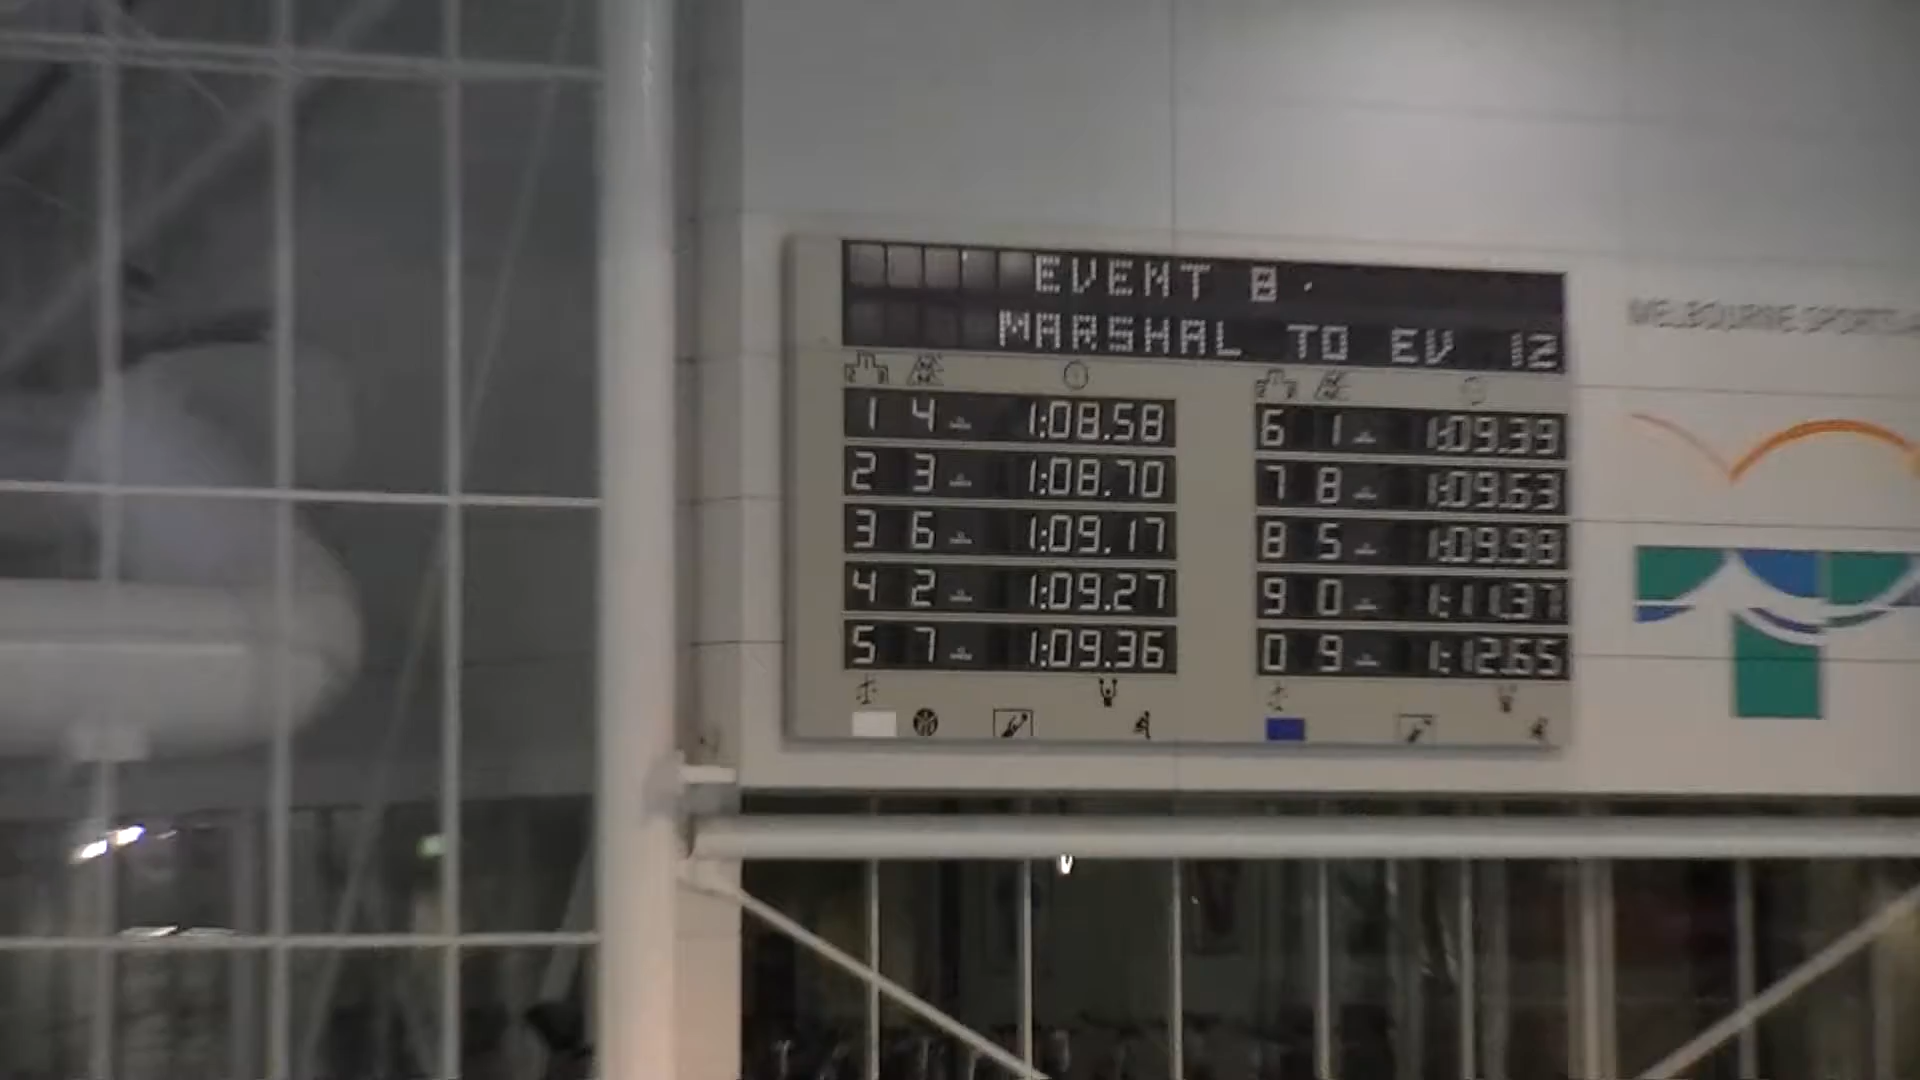 EVENT 8
MARSHAL TO EV 12
1 4 1:08.58
2 3 1:08.70
3 6 1:09.17
4 2 1:09.27
5 7 1:09.36
6 1 1:09.39
7 8 1:09.63
8 5 1:09.98
9 0 1:11.37
0 9 1:12.65
MELBOURNE SPORTS